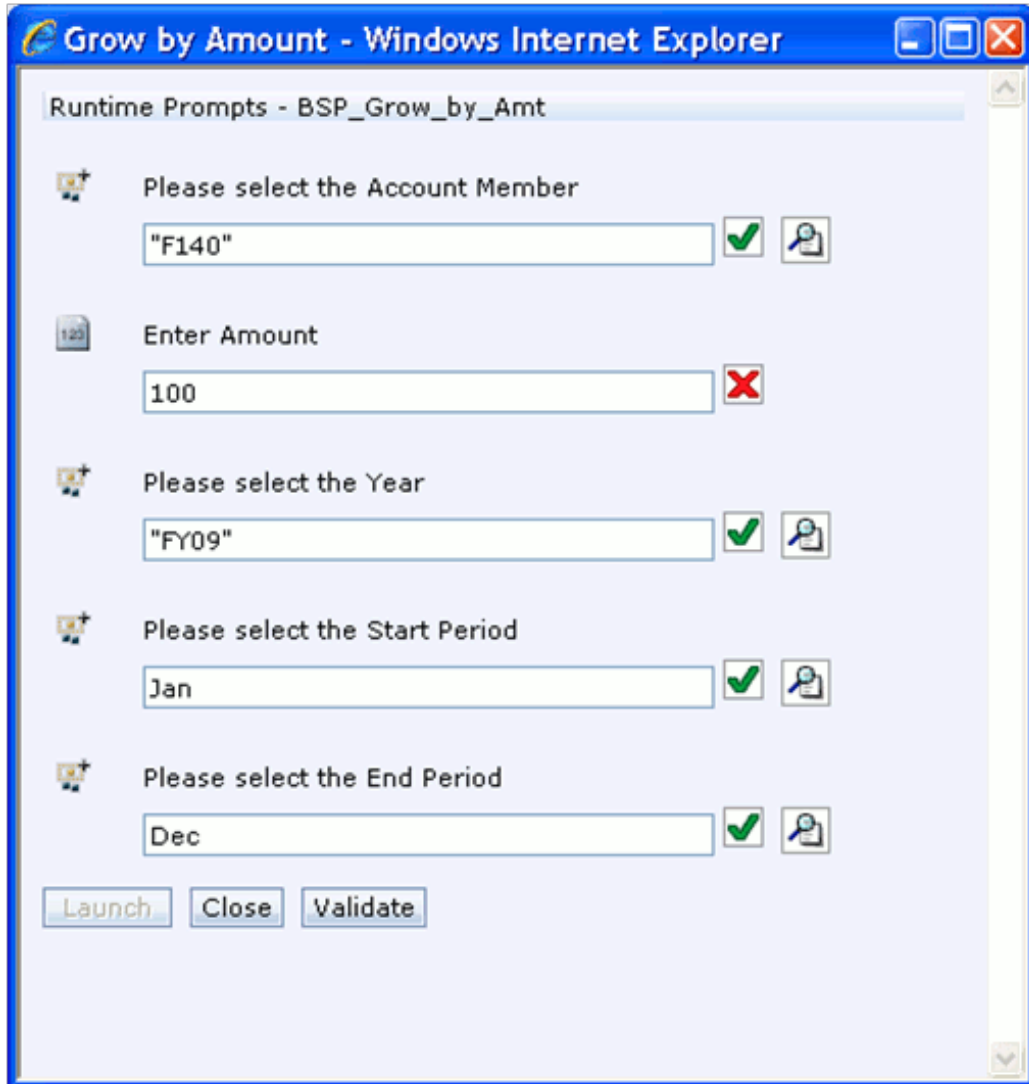 Grow by Amount - Windows Internet Explorer
Runtime Prompts - BSP_Grow_by_Amt
Please select the Account Member
"F140"
123
Enter Amount
100
Please select the Year
"FY09"
Please select the Start Period
Jan
Please select the End Period
Dec
Launch Close Validate